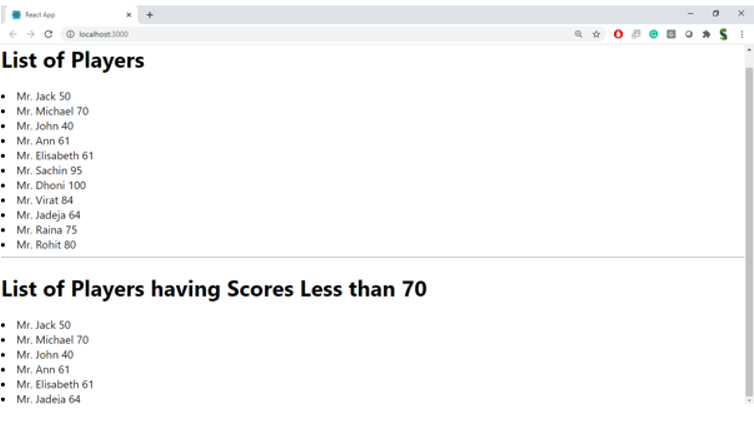 React App
localhost:3000
List of Players
Mr. Jack 50
Mr. Michael 70
Mr. John 40
Mr. Ann 61
Mr. Elisabeth 61
Mr. Sachin 95
Mr. Dhoni 100
Mr. Virat 84
Mr. Jadeja 64
Mr. Raina 75
Mr. Rohit 80
List of Players having Scores Less than 70
Mr. Jack 50
Mr. Michael 70
Mr. John 40
Mr. Ann 61
Mr. Elisabeth 61
Mr. Jadeja 64